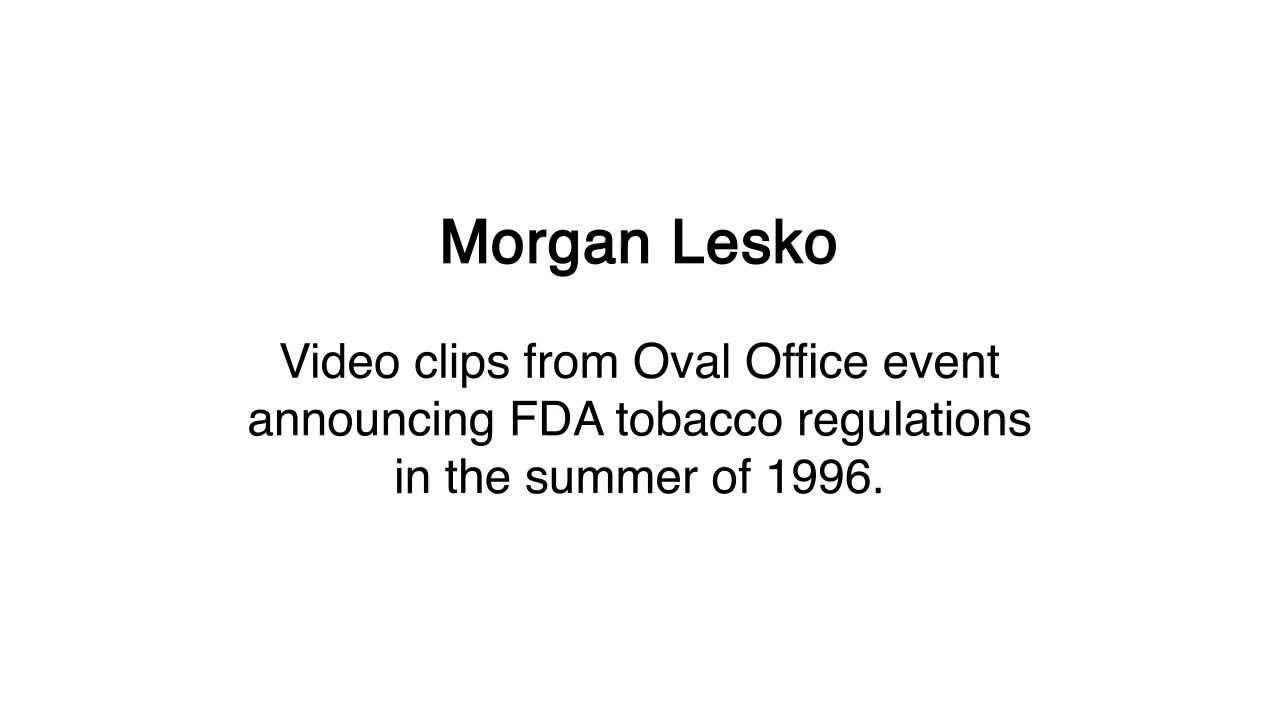 Morgan Lesko
Video clips from Oval Office event
announcing FDA tobacco regulations
in the summer of 1996.